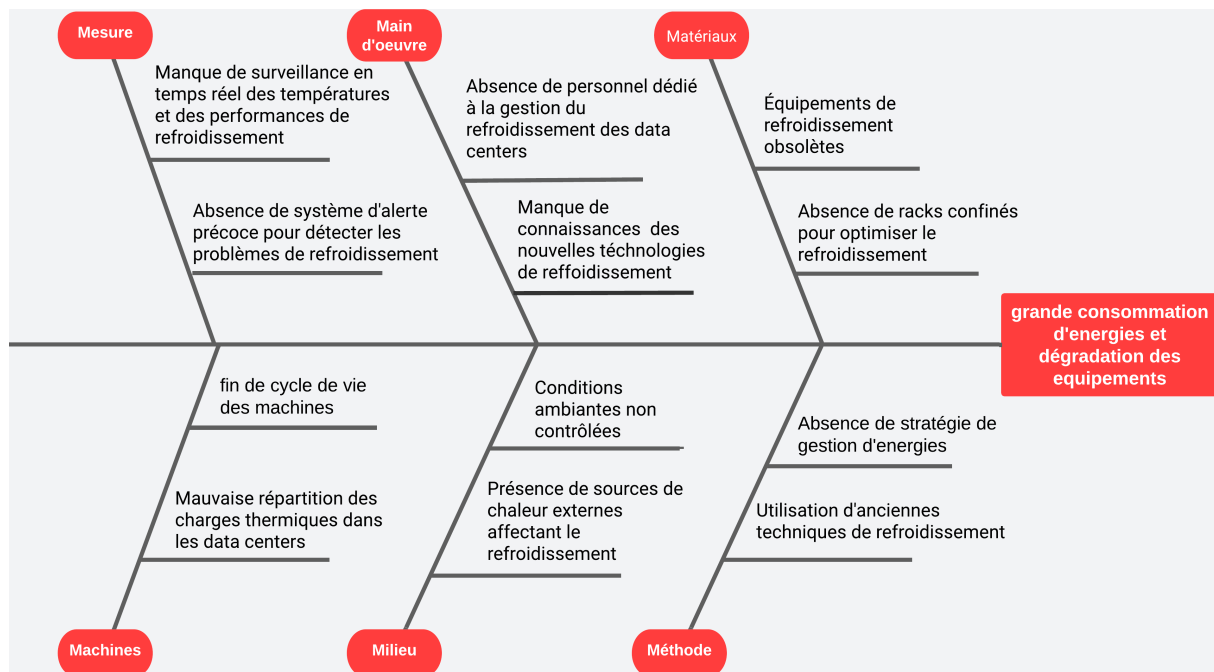 Mesure
Main
d'oeuvre
Matériaux
Manque de surveillance en
temps réel des températures
et des performances de
refroidissement
Absence de système d'alerte
précoce pour détecter les
problèmes de refroidissement
Absence de personnel dédié
à la gestion du
refroidissement des data
centers
Manque de
connaissances  des
nouvelles téchnologies
de reffoidissement
Équipements de
refroidissement
obsolètes
Absence de racks confinés
pour optimiser le
refroidissement
grande consommation
d'energies et
dégradation des
equipements
fin de cycle de vie
des machines
Mauvaise répartition des
charges thermiques dans
les data centers
Conditions
ambiantes non
contrôlées
Présence de sources de
chaleur externes
affectant le
refroidissement
Absence de stratégie de
gestion d'energies
Utilisation d'anciennes
techniques de refroidissement
Machines
Milieu
Méthode